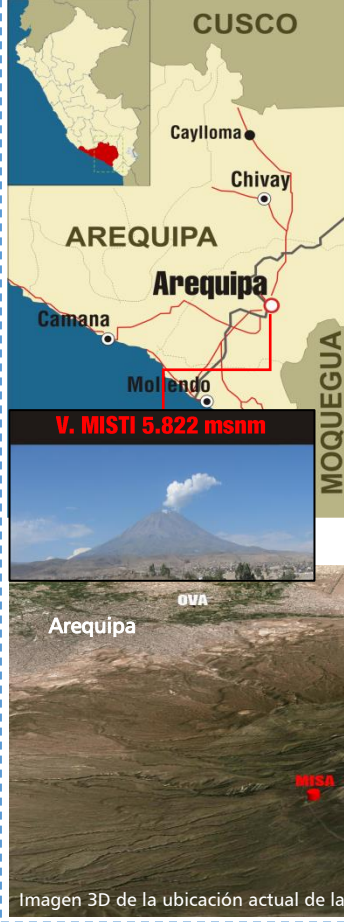 CUSCO
Caylloma
Chivay
AREQUIPA
Arequipa
Camana
Mollendo
MOQUEGUA
V. MISTI 5.822 msnm
OVA
Arequipa
MISA
Imagen 3D de la ubicación actual de la